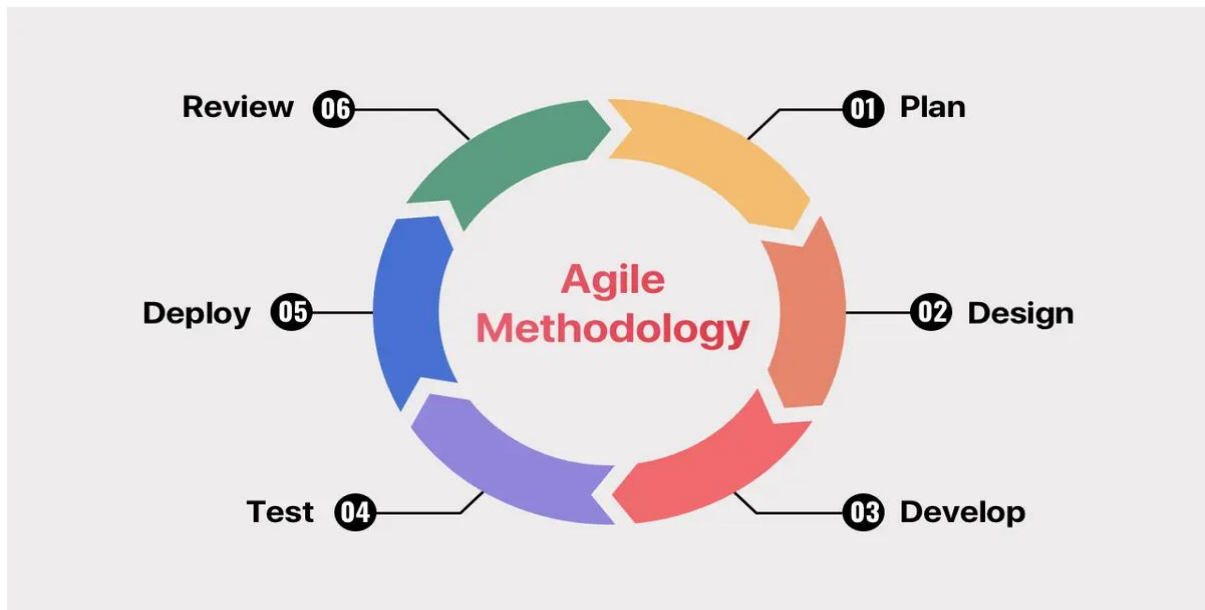 Agile
Methodology
01 Plan
02 Design
03 Develop
Test 04
Deploy 05
Review 06